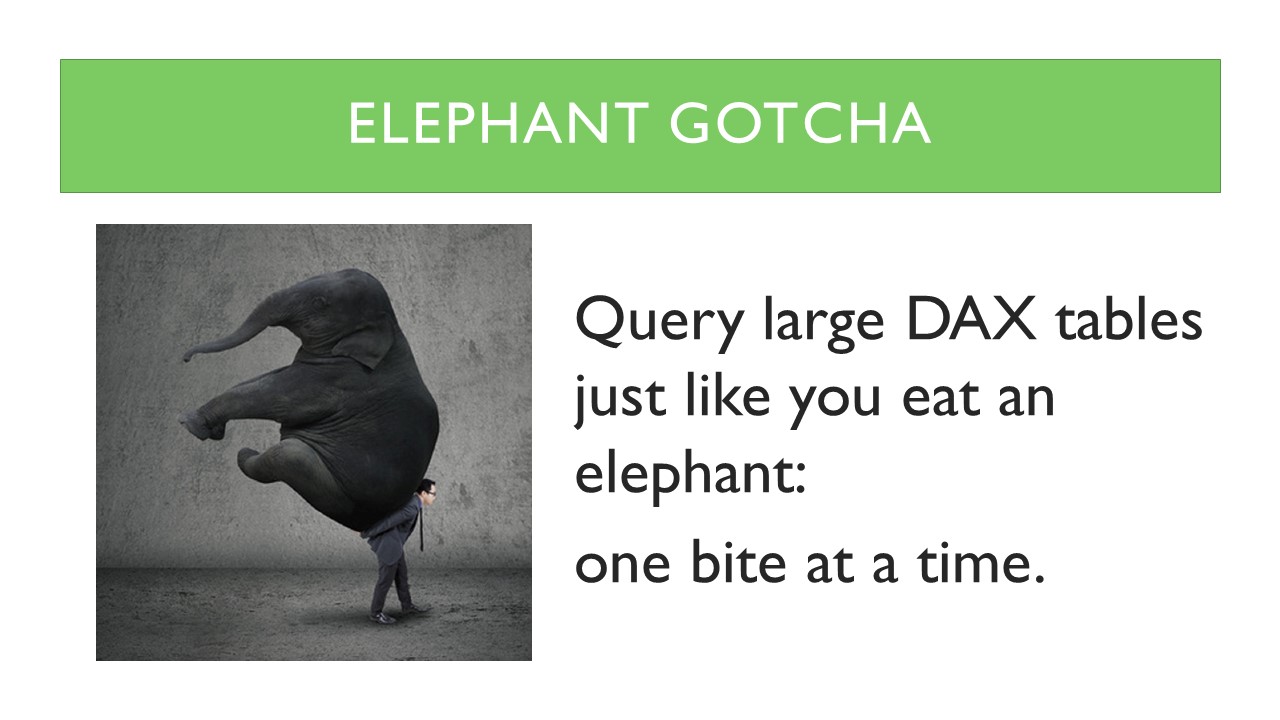 ELEPHANT GOTCHA
Query large DAX tables
just like you eat an
elephant:
one bite at a time.